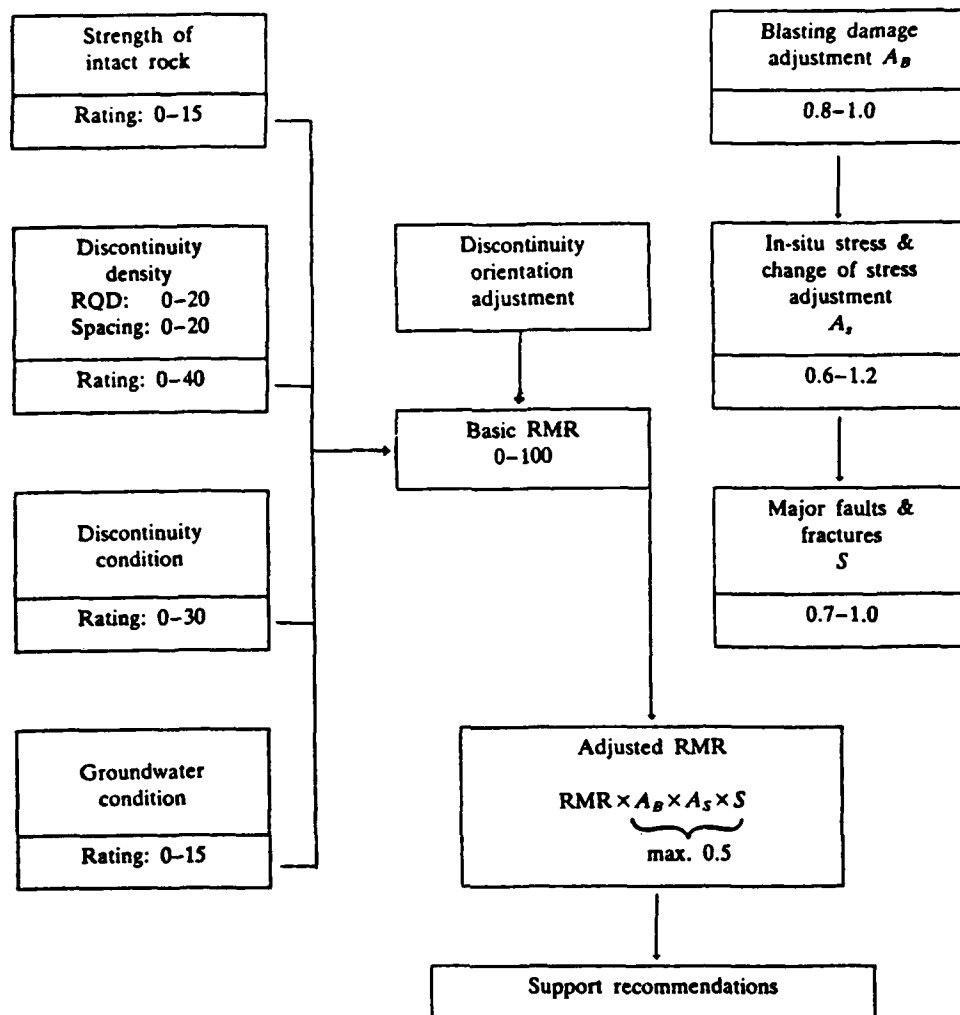 Strength of
intact rock
Rating: 0–15
Discontinuity
density
RQD: 0–20
Spacing: 0–20
Rating: 0–40
Discontinuity
condition
Rating: 0–30
Groundwater
condition
Rating: 0–15
Discontinuity
orientation
adjustment
Basic RMR
0–100
Blasting damage
adjustment A_B
0.8–1.0
In-situ stress &
change of stress
adjustment
A_s
0.6–1.2
Major faults &
fractures
S
0.7–1.0
Adjusted RMR
RMR × A_B × A_S × S
max. 0.5
Support recommendations